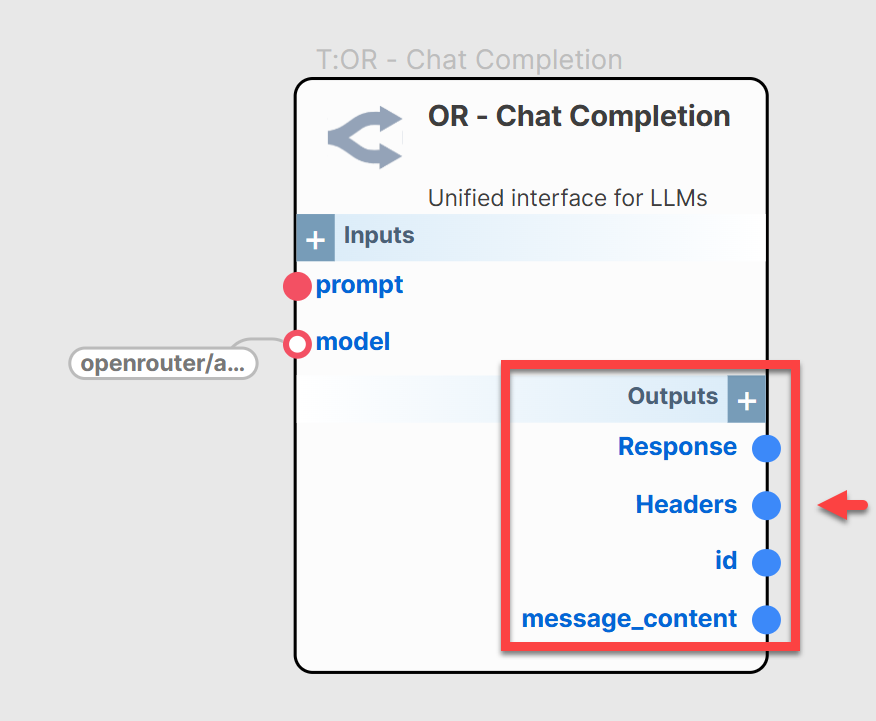 T:OR - Chat Completion
OR - Chat Completion
Unified interface for LLMs
+ Inputs
prompt
model
openrouter/a...
Outputs +
Response
Headers
id
message_content